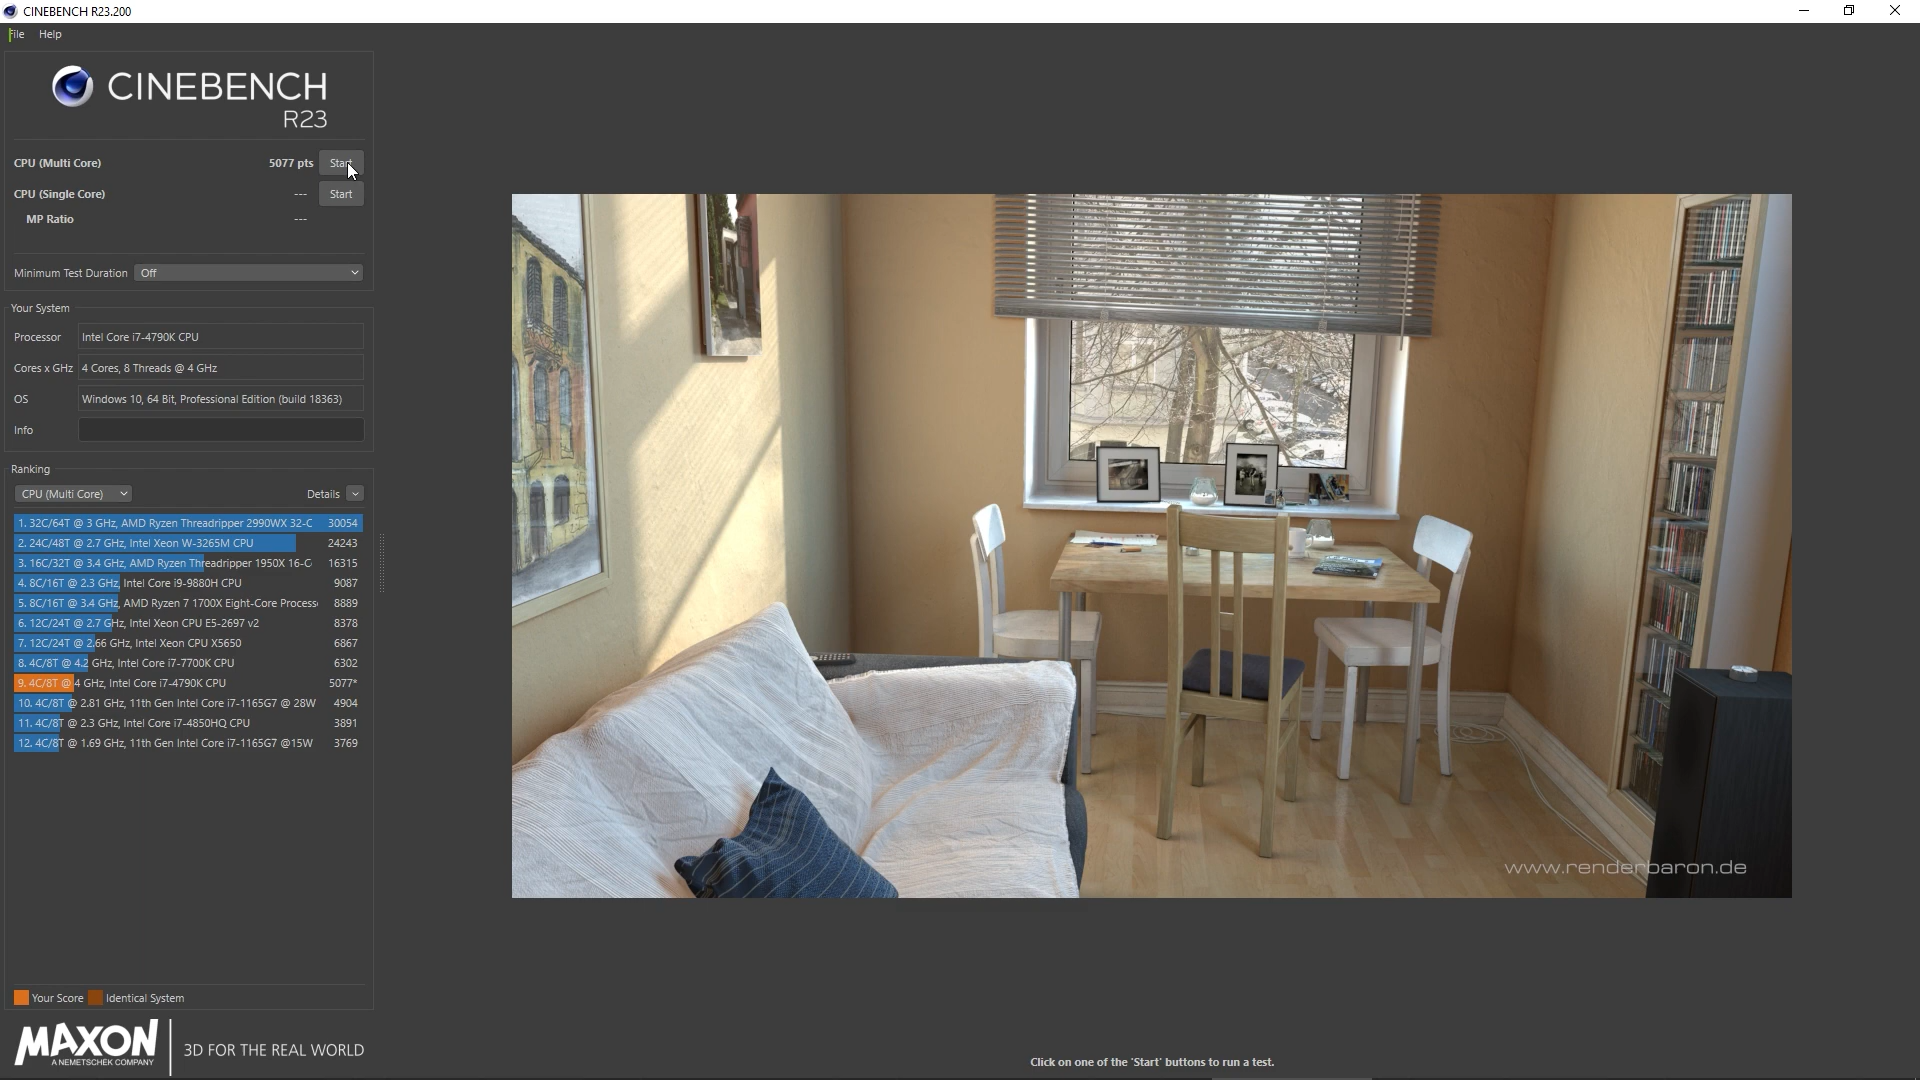 CINEBENCH R23.200
File Help
CINEBENCH
R23
CPU (Multi Core) 5077 pts Start
CPU (Single Core) --- Start
MP Ratio ---
Minimum Test Duration Off
Your System
Processor Intel Core i7-4790K CPU
Cores x GHz 4 Cores, 8 Threads @ 4 GHz
OS Windows 10, 64 Bit, Professional Edition (build 18363)
Info
Ranking
CPU (Multi Core) Details
1. 32C/64T @ 3 GHz, AMD Ryzen Threadripper 2990WX 32-C 30054
2. 24C/48T @ 2.7 GHz, Intel Xeon W-3265M CPU 24243
3. 16C/32T @ 3.4 GHz, AMD Ryzen Threadripper 1950X 16-C 16315
4. 8C/16T @ 2.3 GHz, Intel Core i9-9880H CPU 9087
5. 8C/16T @ 3.4 GHz, AMD Ryzen 7 1700X Eight-Core Process 8889
6. 12C/24T @ 2.7 GHz, Intel Xeon CPU E5-2697 v2 8378
7. 12C/24T @ 2.66 GHz, Intel Xeon CPU X5650 6867
8. 4C/8T @ 4.2 GHz, Intel Core i7-7700K CPU 6302
9. 4C/8T @ 4 GHz, Intel Core i7-4790K CPU 5077*
10. 4C/8T @ 2.81 GHz, 11th Gen Intel Core i7-1165G7 @ 28W 4904
11. 4C/8T @ 2.3 GHz, Intel Core i7-4850HQ CPU 3891
12. 4C/8T @ 1.69 GHz, 11th Gen Intel Core i7-1165G7 @15W 3769
www.renderbaron.de
Your Score Identical System
MAXON
A NEMETSCHEK COMPANY
3D FOR THE REAL WORLD
Click on one of the 'Start' buttons to run a test.